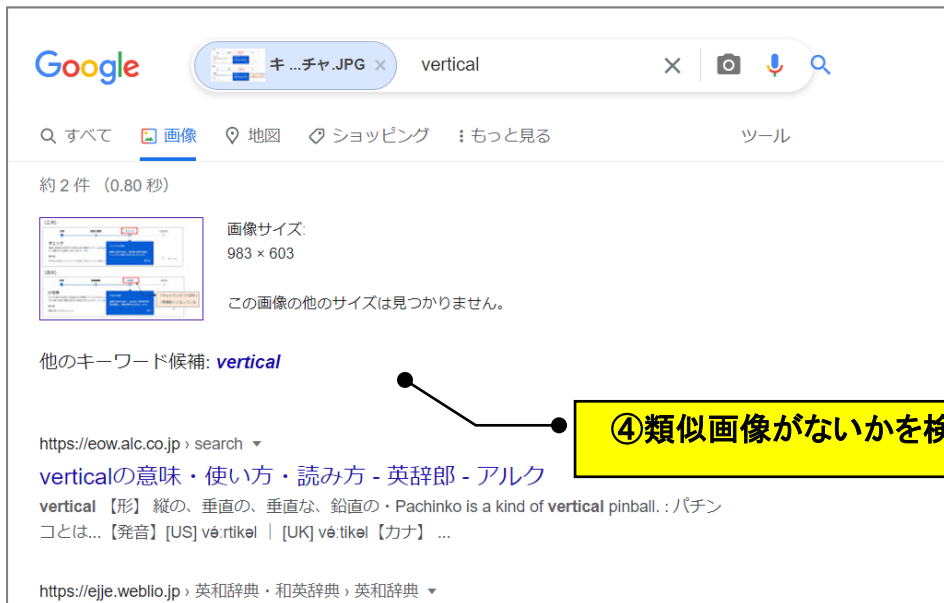 Google キ ...チャ.JPG × vertical
すべて 画像 地図 ショッピング もっと見る ツール
約 2 件 （0.80 秒）
画像サイズ:
983 × 603
この画像の他のサイズは見つかりません。
他のキーワード候補: vertical
④類似画像がないかを検
https://eow.alc.co.jp › search
verticalの意味・使い方・読み方 - 英辞郎 - アルク
vertical 【形】 縦の、垂直の、垂直な、鉛直の・Pachinko is a kind of vertical pinball. : パチン
コとは...【発音】[US] və́ːrtikəl ｜ [UK] və́ːtikəl【カナ】 ...
https://ejje.weblio.jp › 英和辞典・和英辞典 › 英和辞典